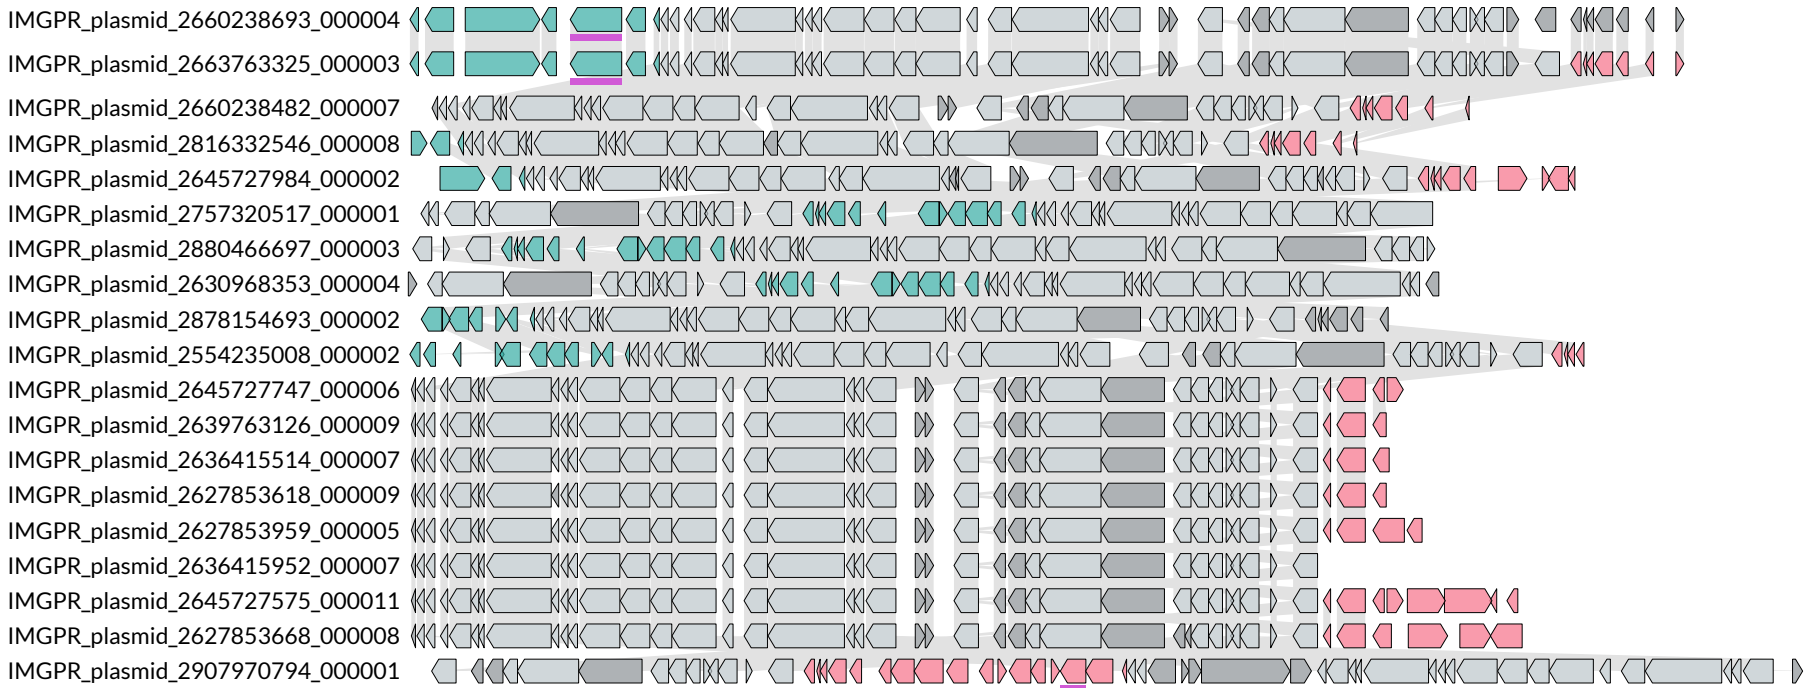 IMGPR_plasmid_2660238693_000004
IMGPR_plasmid_2663763325_000003
IMGPR_plasmid_2660238482_000007
IMGPR_plasmid_2816332546_000008
IMGPR_plasmid_2645727984_000002
IMGPR_plasmid_2757320517_000001
IMGPR_plasmid_2880466697_000003
IMGPR_plasmid_2630968353_000004
IMGPR_plasmid_2878154693_000002
IMGPR_plasmid_2554235008_000002
IMGPR_plasmid_2645727747_000006
IMGPR_plasmid_2639763126_000009
IMGPR_plasmid_2636415514_000007
IMGPR_plasmid_2627853618_000009
IMGPR_plasmid_2627853959_000005
IMGPR_plasmid_2636415952_000007
IMGPR_plasmid_2645727575_000011
IMGPR_plasmid_2627853668_000008
IMGPR_plasmid_2907970794_000001